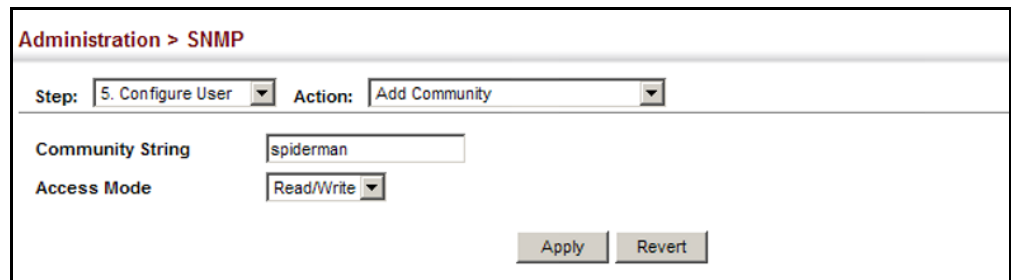 Administration > SNMP
Step: 5. Configure User Action: Add Community
Community String spiderman
Access Mode Read/Write
Apply Revert